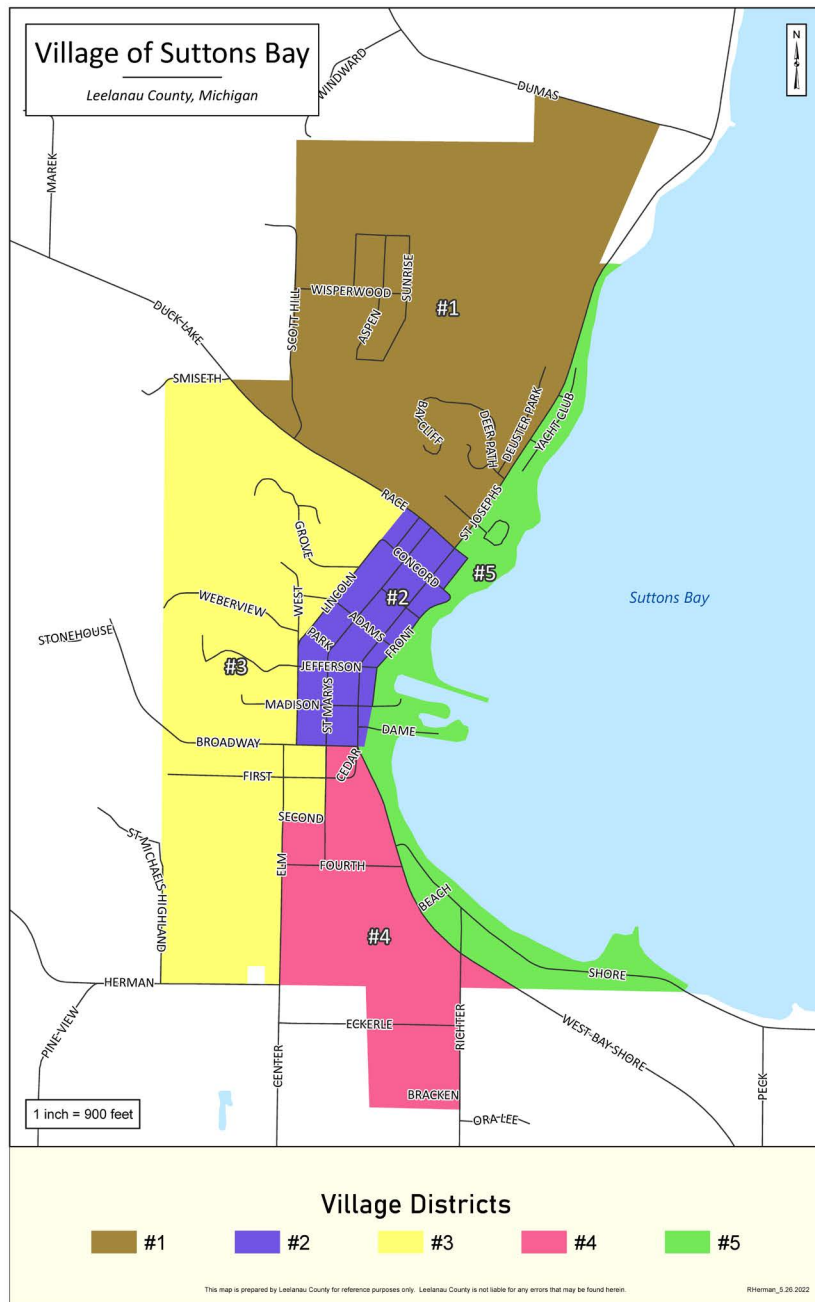 Village of Suttons Bay
Leelanau County, Michigan
N
WINDWARD
DUMAS
MAREK
DUCK-LAKE
SCOTT HILL
WISPERWOOD
SUNRISE
ASPEN
#1
SMISETH
BAY CLIFF
DEER PATH
DEUSTER PARK
YACHT CLUB
RACE
ST JOSEPHS
GROVE
CONCORD
#5
LINCOLN
#2
WEST
WEBERVIEW
ADAMS
PARK
FRONT
Suttons Bay
STONEHOUSE
#3
JEFFERSON
MADISON
ST MARYS
DAME
BROADWAY
CEDAR
FIRST
SECOND
ELM
FOURTH
ST-MICHAELS-HIGHLAND
BEACH
#4
HERMAN
SHORE
PINE-VIEW
ECKERLE
RICHTER
WEST-BAY-SHORE
CENTER
PECK
BRACKEN
ORA-LEE
1 inch = 900 feet
Village Districts
#1 #2 #3 #4 #5
This map is prepared by Leelanau County for reference purposes only. Leelanau County is not liable for any errors that may be found herein.
RHerman_5.26.2022